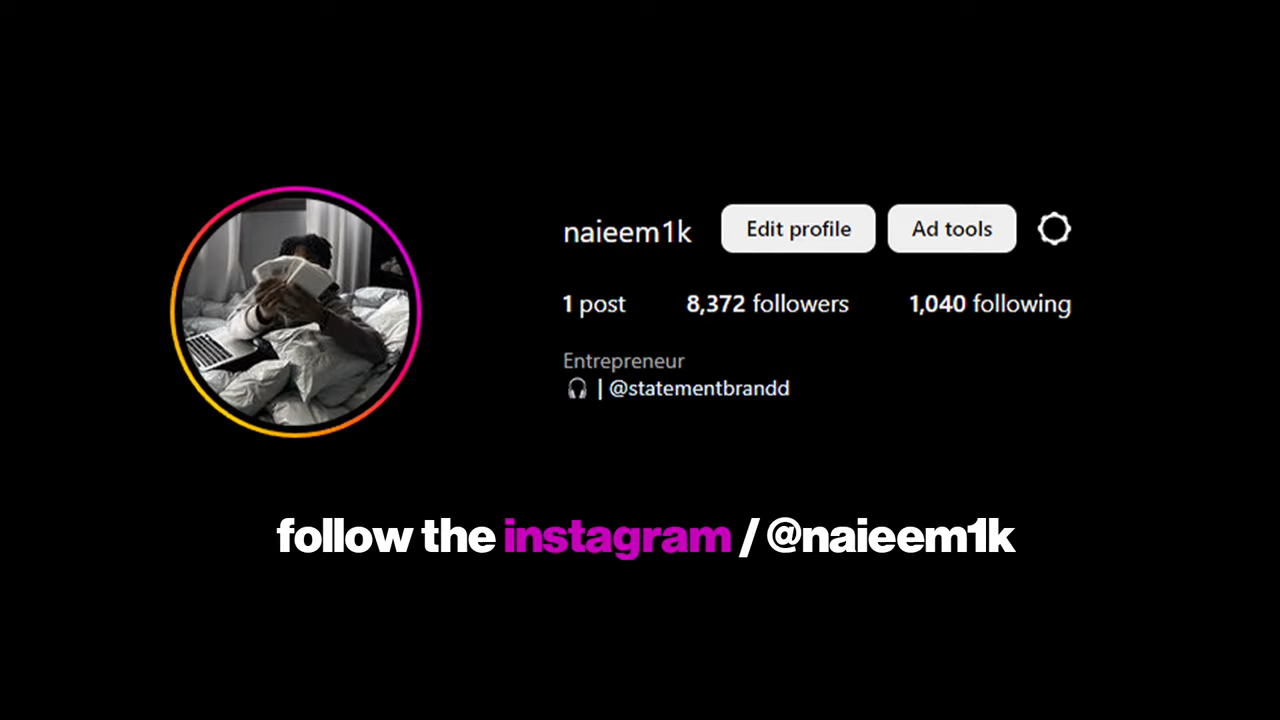 naieem1k Edit profile Ad tools
1 post 8,372 followers 1,040 following
Entrepreneur
🎧 | @statementbrandd
follow the instagram / @naieem1k